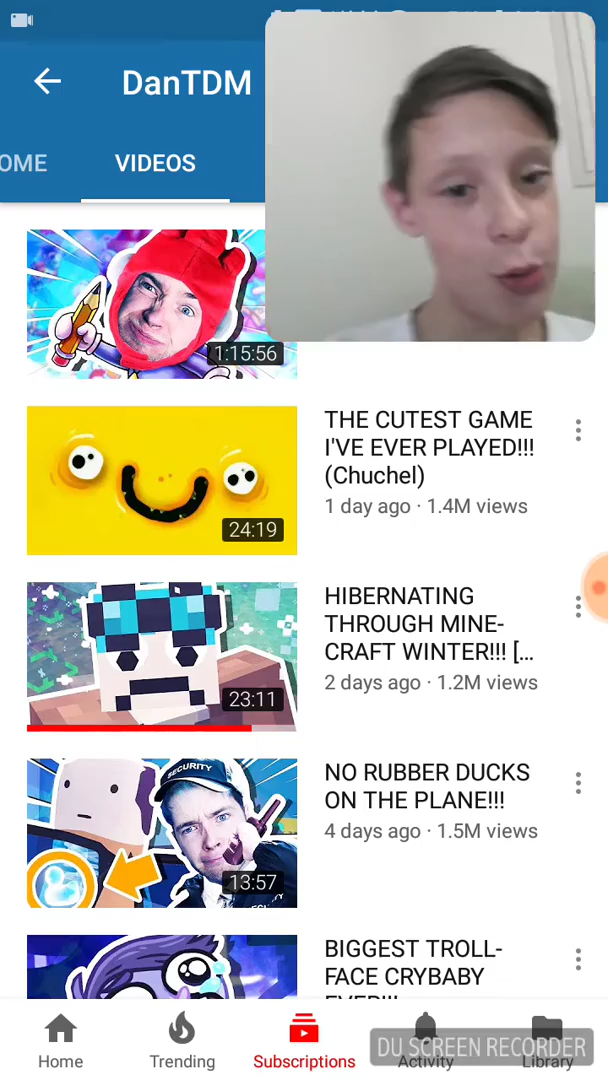 DanTDM
OME
VIDEOS
1:15:56
THE CUTEST GAME
I'VE EVER PLAYED!!!
(Chuchel)
1 day ago · 1.4M views
24:19
HIBERNATING
THROUGH MINE-
CRAFT WINTER!!! [...
2 days ago · 1.2M views
23:11
SECURITY
NO RUBBER DUCKS
ON THE PLANE!!!
4 days ago · 1.5M views
13:57
BIGGEST TROLL-
FACE CRYBABY
EVER!!!
DU SCREEN RECORDER
Home
Trending
Subscriptions
Activity
Library